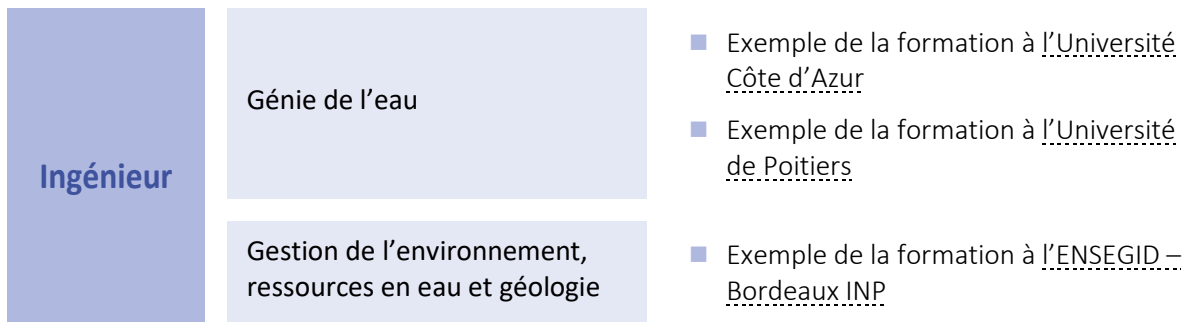 Ingénieur
Génie de l’eau
Exemple de la formation à l’Université
Côte d’Azur
Exemple de la formation à l’Université
de Poitiers
Gestion de l’environnement,
ressources en eau et géologie
Exemple de la formation à l’ENSEGID –
Bordeaux INP